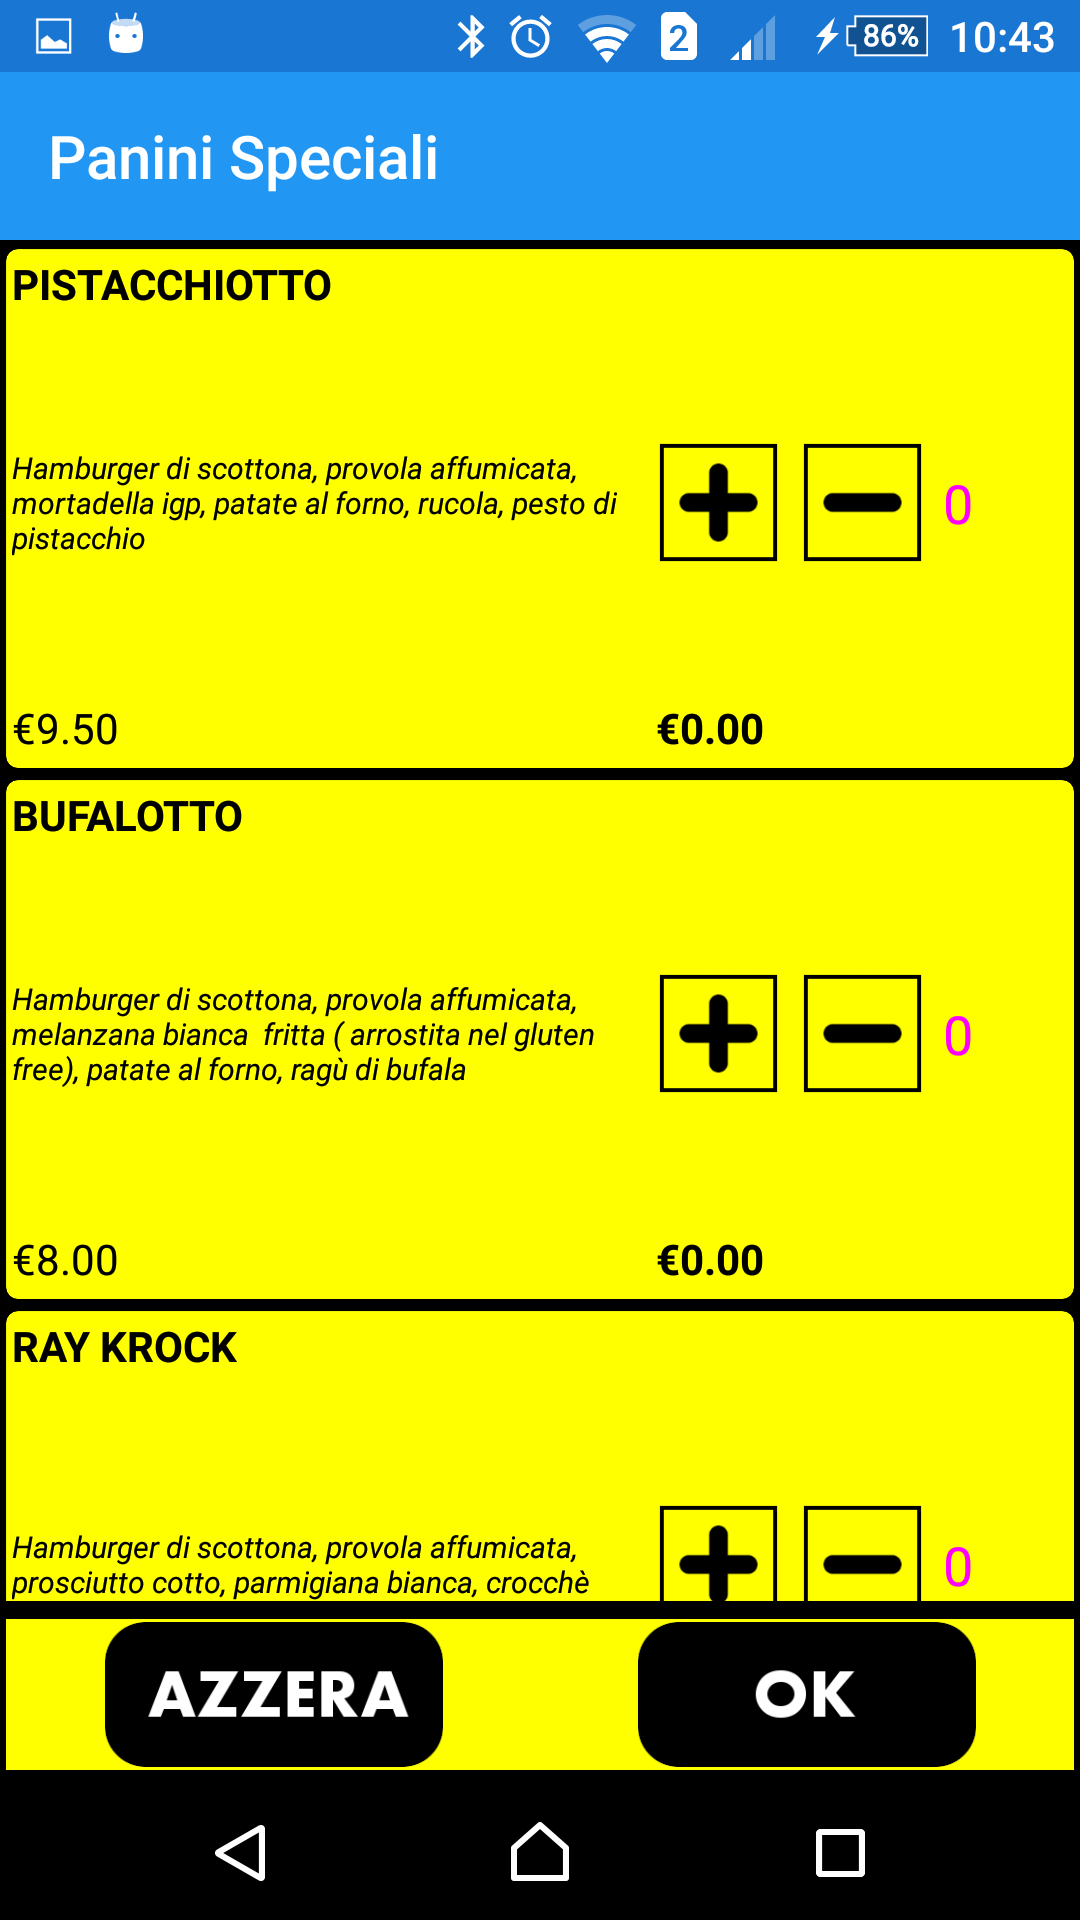 2 86% 10:43
Panini Speciali
PISTACCHIOTTO
Hamburger di scottona, provola affumicata,
mortadella igp, patate al forno, rucola, pesto di
pistacchio
0
€9.50 €0.00
BUFALOTTO
Hamburger di scottona, provola affumicata,
melanzana bianca  fritta ( arrostita nel gluten
free), patate al forno, ragù di bufala
0
€8.00 €0.00
RAY KROCK
Hamburger di scottona, provola affumicata,
prosciutto cotto, parmigiana bianca, crocchè
0
AZZERA OK